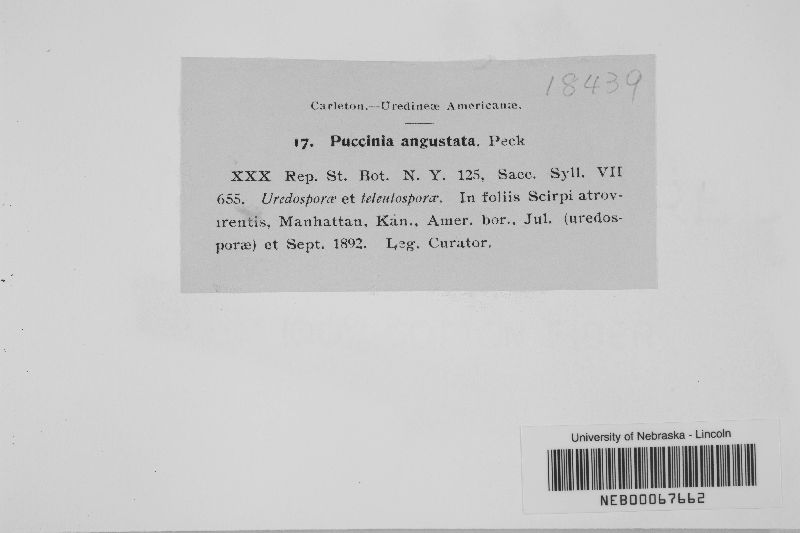 18439
Carleton.—Uredineæ Americanæ.
17. Puccinia angustata. Peck
XXX Rep. St. Bot. N. Y. 125, Sacc. Syll. VII
655. Uredosporæ et teleutosporæ. In foliis Scirpi atrov-
irentis, Manhattan, Kan., Amer. bor., Jul. (uredos-
poræ) et Sept. 1892. Leg. Curator.
University of Nebraska - Lincoln
NEB00067662